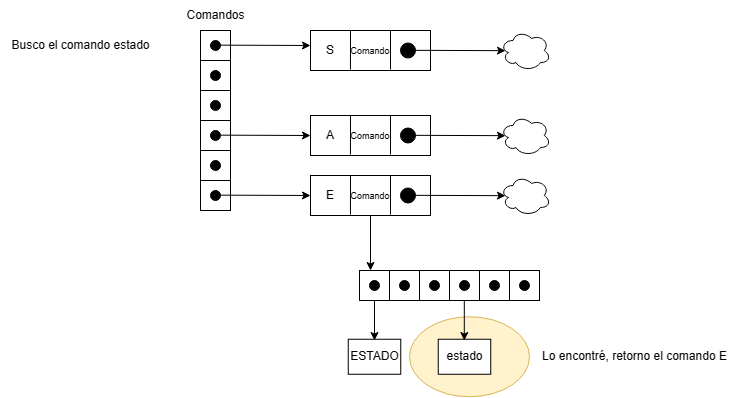 Comandos
Busco el comando estado
S Comando
A Comando
E Comando
ESTADO
estado
Lo encontré, retorno el comando E